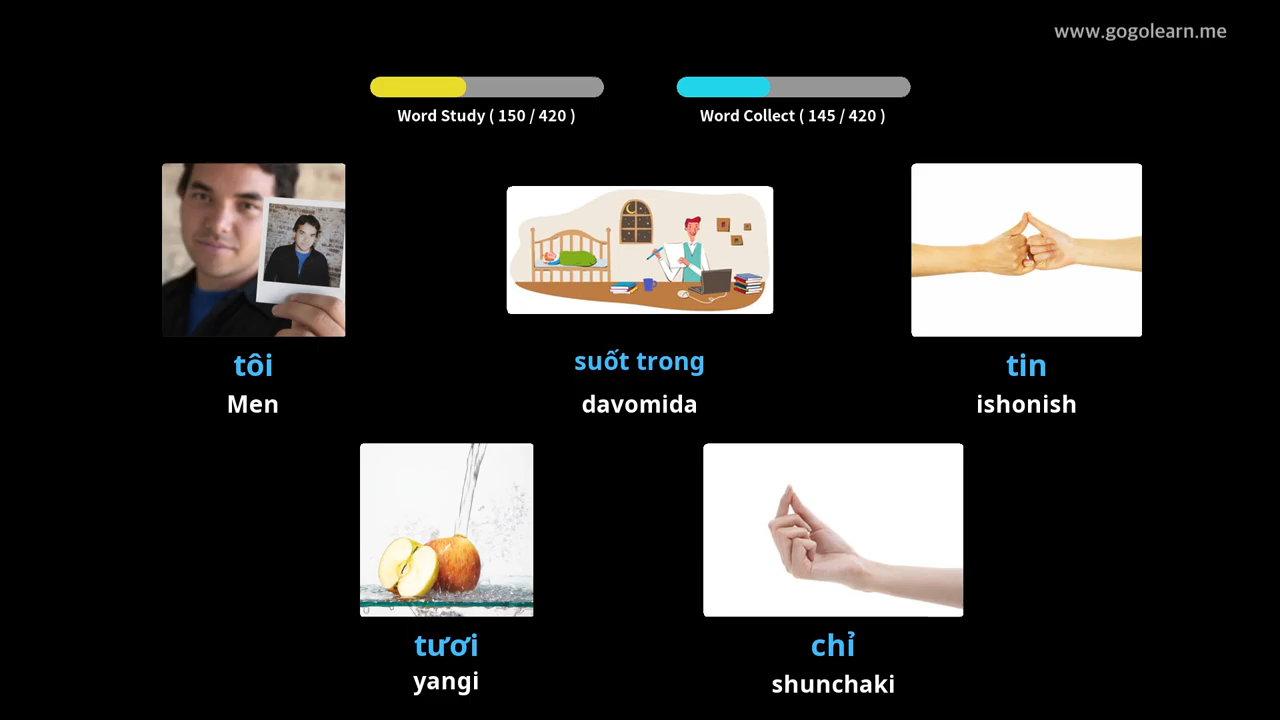 www.gogolearn.me
Word Study ( 150 / 420 )
Word Collect ( 145 / 420 )
tôi
Men
suốt trong
davomida
tin
ishonish
tươi
yangi
chỉ
shunchaki